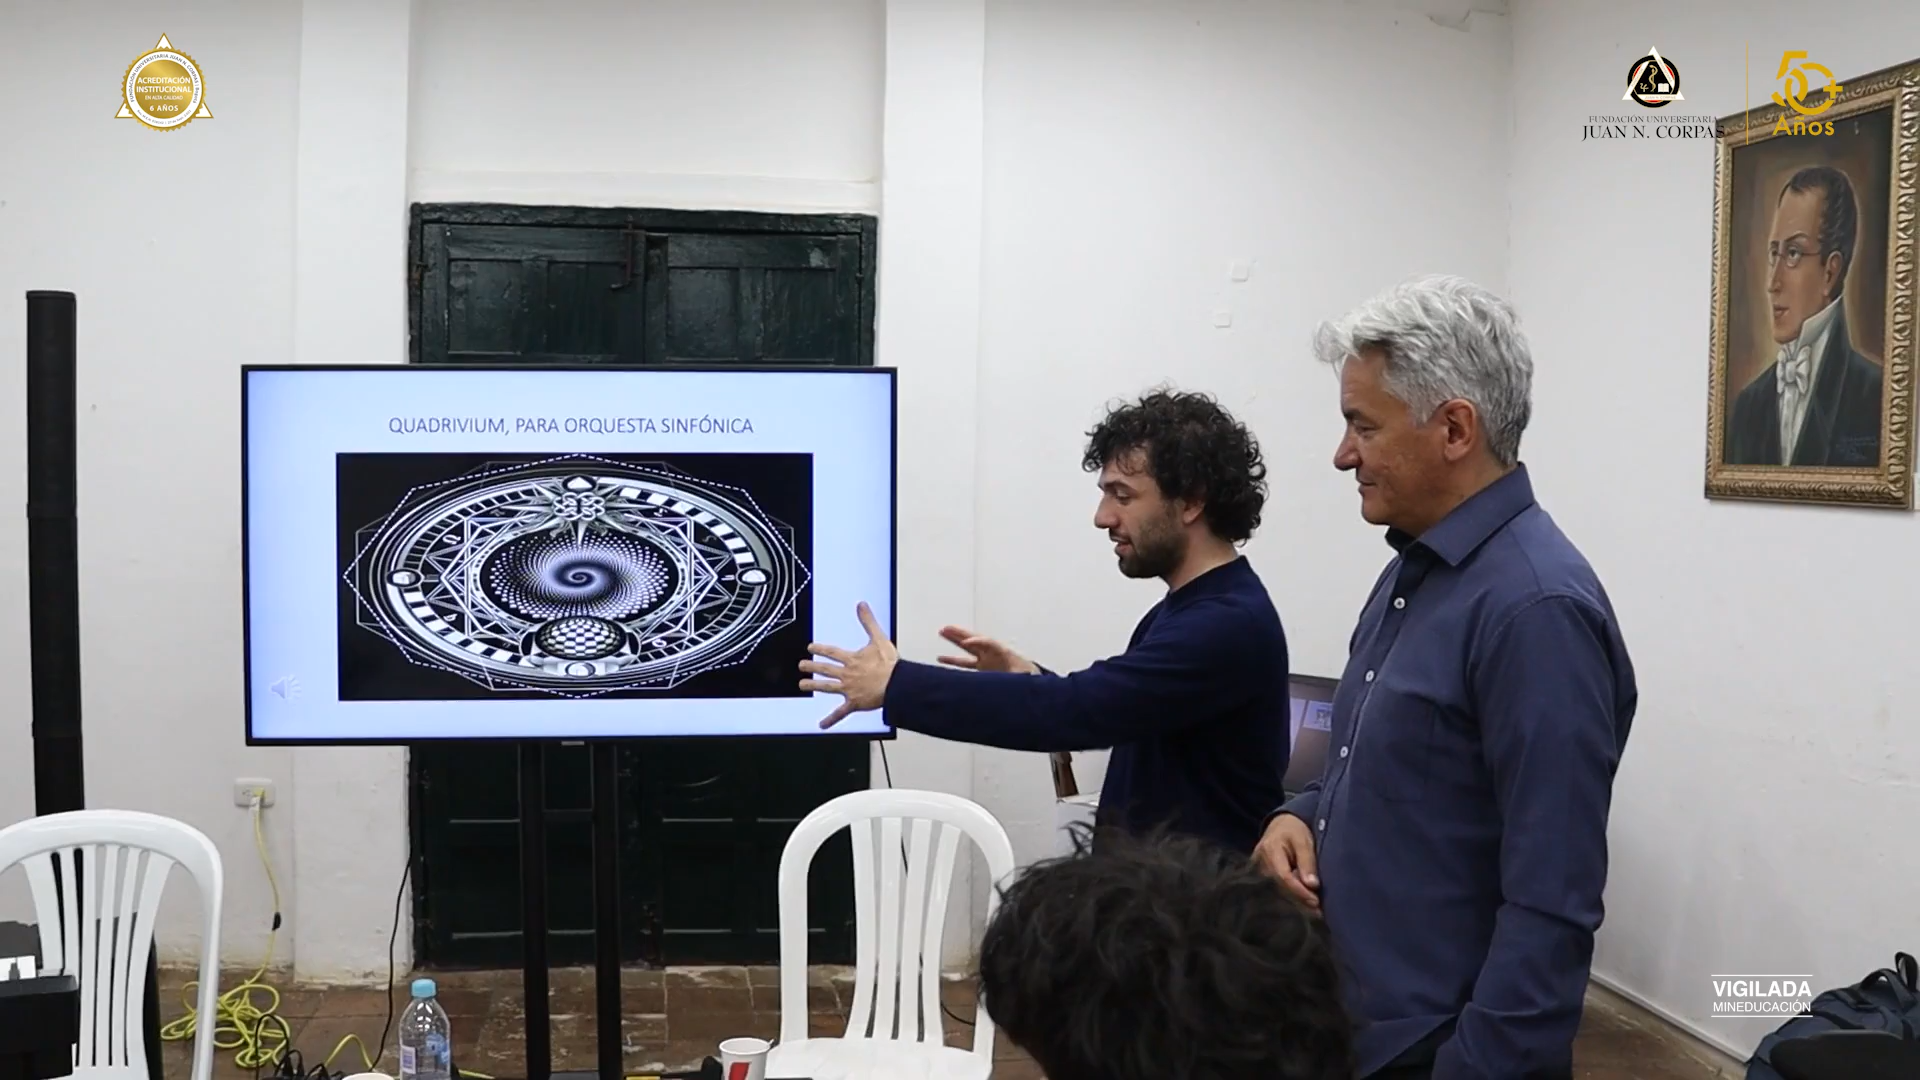 ACREDITACIÓN
INSTITUCIONAL
EN ALTA CALIDAD
6 AÑOS
FUNDACIÓN UNIVERSITARIA
JUAN N. CORPAS
50+
Años
QUADRIVIUM, PARA ORQUESTA SINFÓNICA
VIGILADA
MINEDUCACIÓN